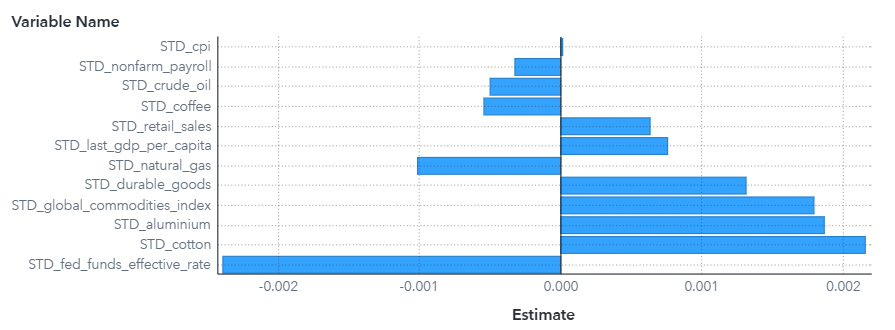 Variable Name
STD_cpi
STD_nonfarm_payroll
STD_crude_oil
STD_coffee
STD_retail_sales
STD_last_gdp_per_capita
STD_natural_gas
STD_durable_goods
STD_global_commodities_index
STD_aluminium
STD_cotton
STD_fed_funds_effective_rate
-0.002 -0.001 0.000 0.001 0.002
Estimate